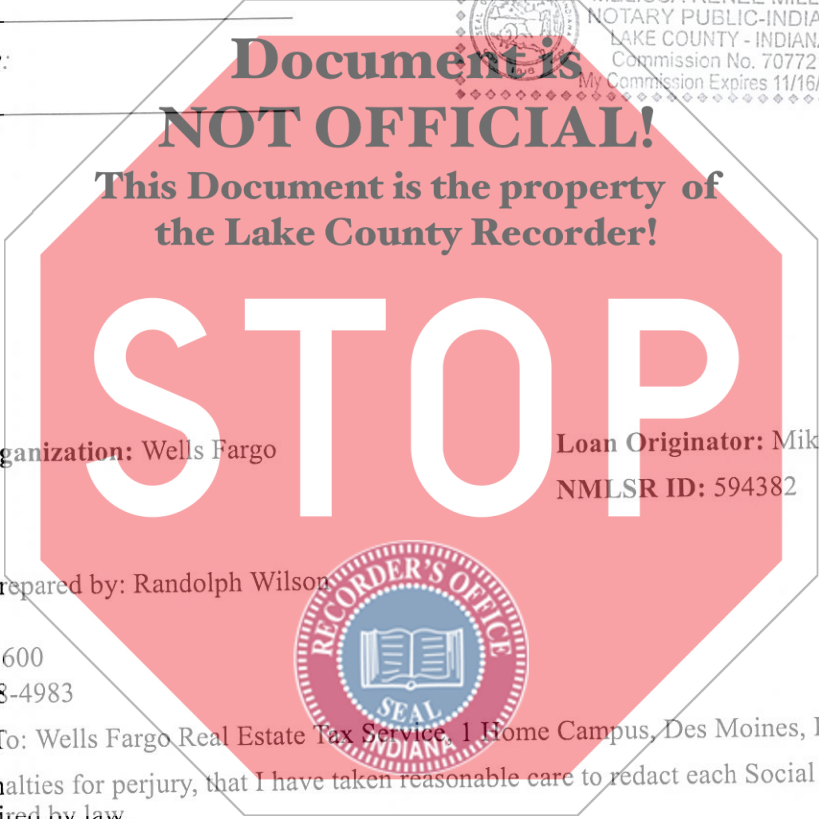 NOTARY PUBLIC-INDIA
LAKE COUNTY - INDIAN
Commission No. 70772
My Commission Expires 11/16/
Document is
NOT OFFICIAL!
This Document is the property of
the Lake County Recorder!
STOP
ganization: Wells Fargo
Loan Originator: Mik
NMLSR ID: 594382
repared by: Randolph Wilson
RECORDER'S OFFICE
SEAL
INDIANA
600
8-4983
To: Wells Fargo Real Estate Tax Service, 1 Home Campus, Des Moines, I
nalties for perjury, that I have taken reasonable care to redact each Social
ired by law